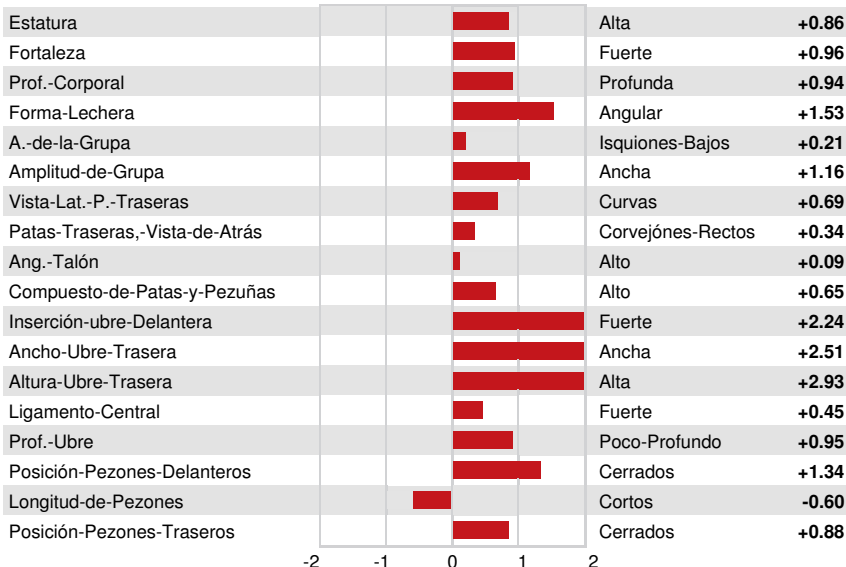 Estatura Alta +0.86
Fortaleza Fuerte +0.96
Prof.-Corporal Profunda +0.94
Forma-Lechera Angular +1.53
A.-de-la-Grupa Isquiones-Bajos +0.21
Amplitud-de-Grupa Ancha +1.16
Vista-Lat.-P.-Traseras Curvas +0.69
Patas-Traseras,-Vista-de-Atrás Corvejónes-Rectos +0.34
Ang.-Talón Alto +0.09
Compuesto-de-Patas-y-Pezuñas Alto +0.65
Inserción-ubre-Delantera Fuerte +2.24
Ancho-Ubre-Trasera Ancha +2.51
Altura-Ubre-Trasera Alta +2.93
Ligamento-Central Fuerte +0.45
Prof.-Ubre Poco-Profundo +0.95
Posición-Pezones-Delanteros Cerrados +1.34
Longitud-de-Pezones Cortos -0.60
Posición-Pezones-Traseros Cerrados +0.88
-2 -1 0 1 2